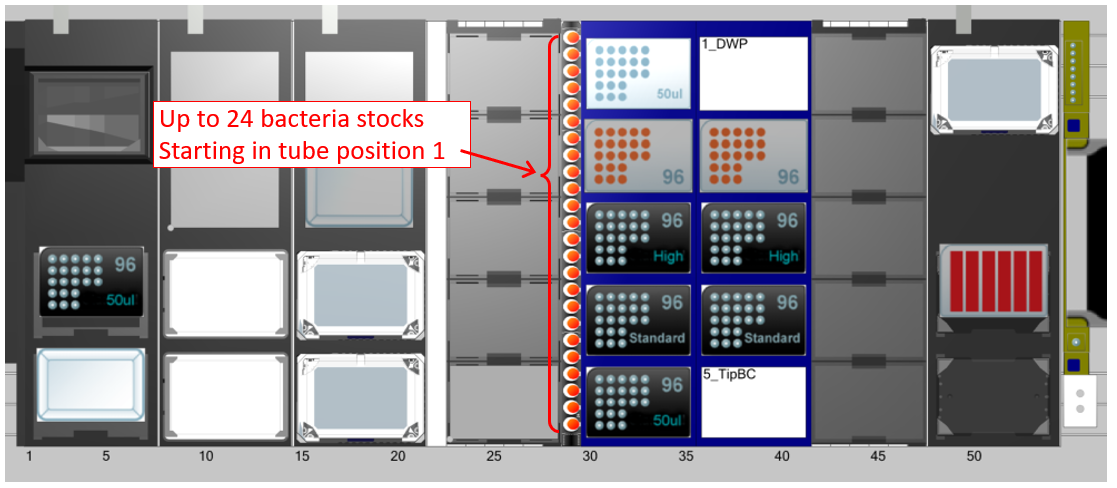 1_DWP
50ul
Up to 24 bacteria stocks
Starting in tube position 1
96
96
96
96
96
High
High
50ul
96
96
Standard
Standard
5_TipBC
96
50ul
1 5 10 15 20 25 30 35 40 45 50